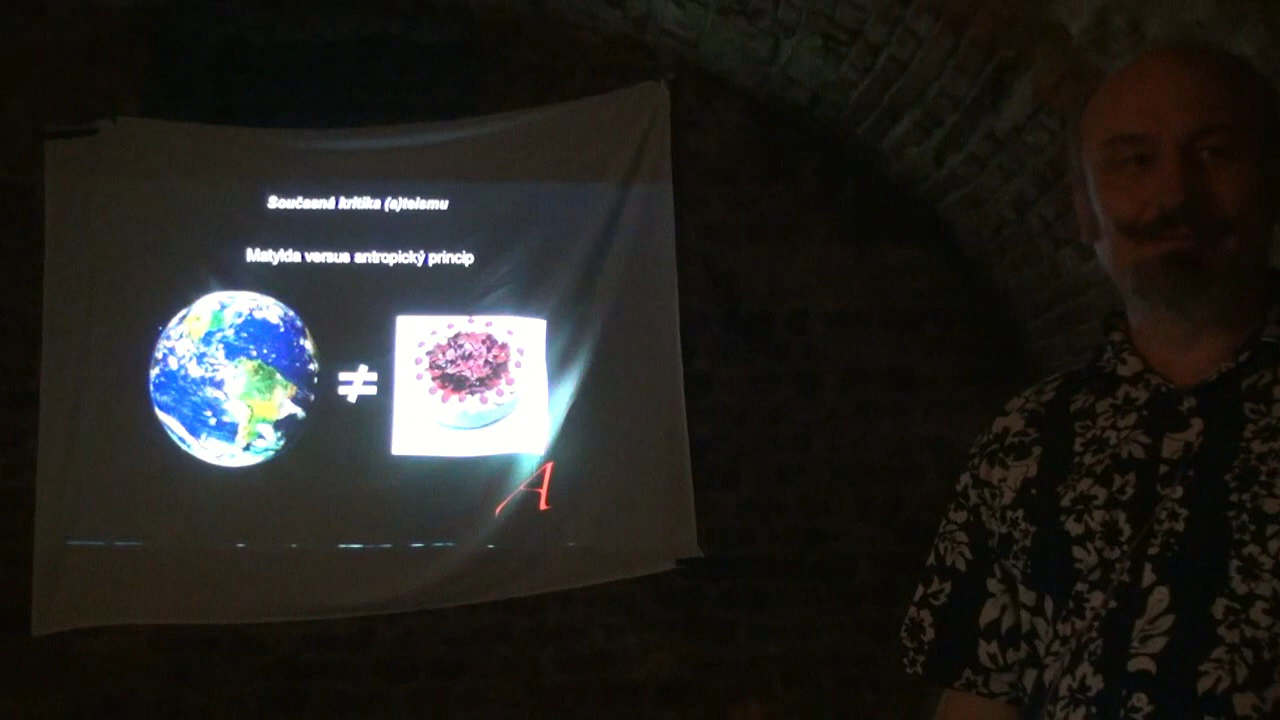 Současná kritika (a)teismu
Matylda versus antropický princip
≠
A